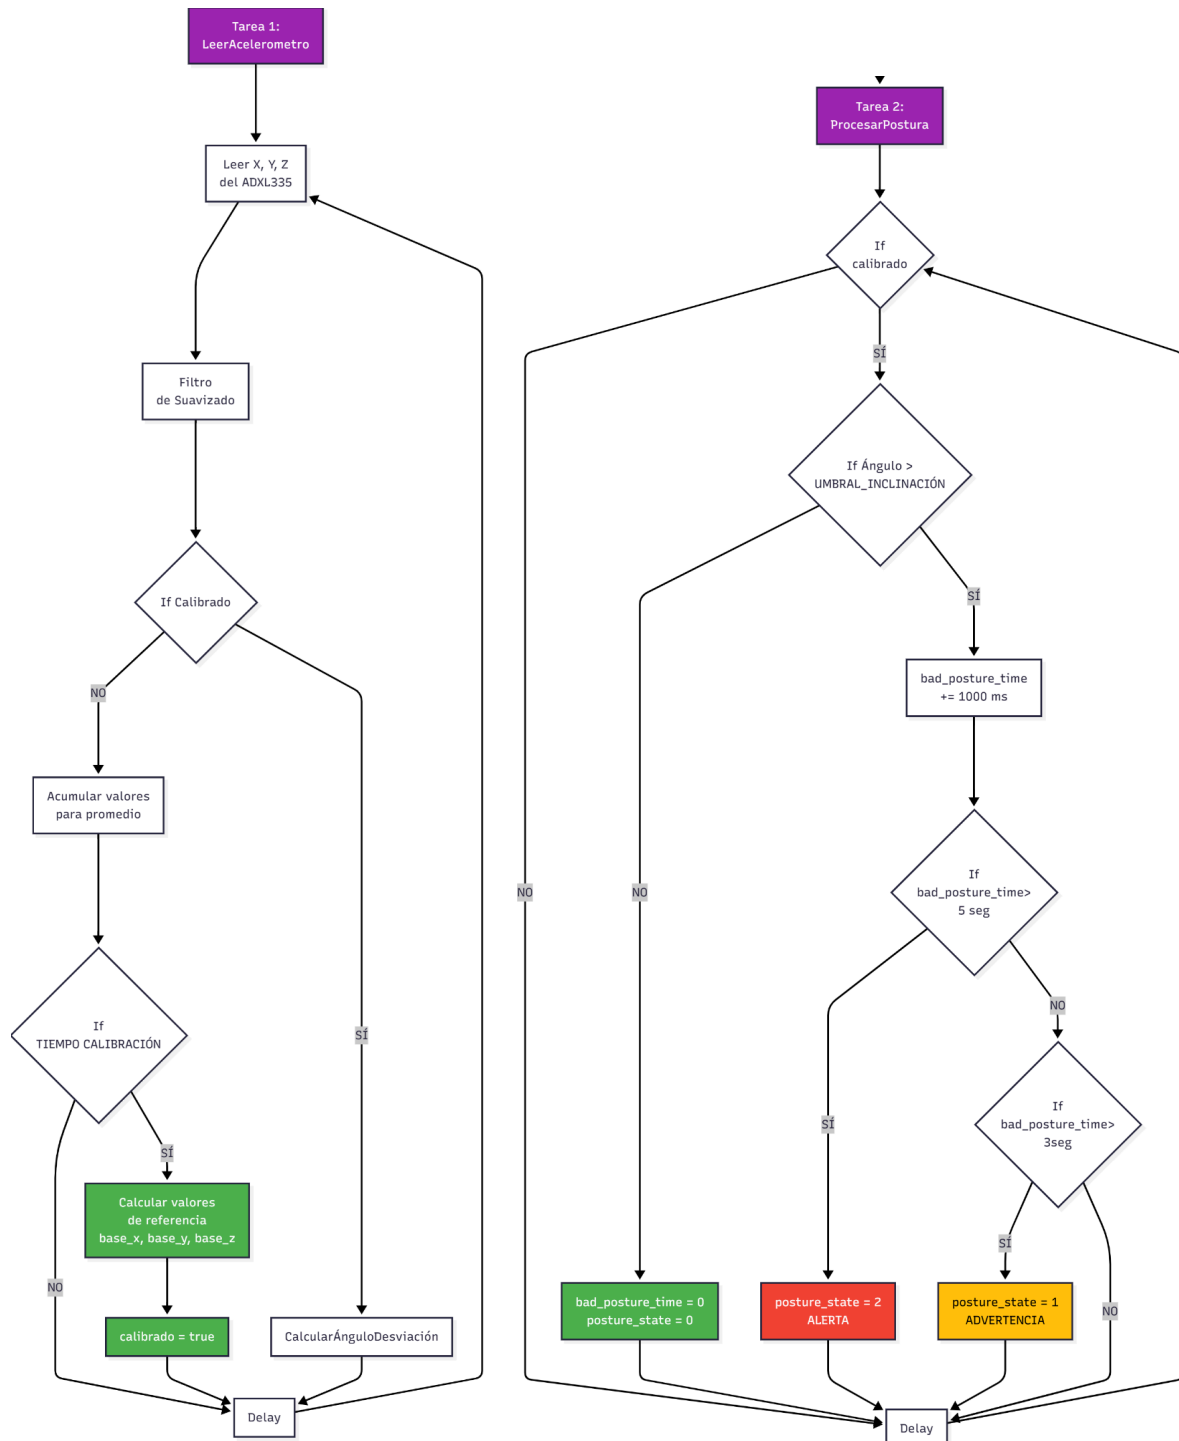 Tarea 1:
LeerAcelerometro
Leer X, Y, Z
del ADXL335
Filtro
de Suavizado
If Calibrado
NO
SÍ
Acumular valores
para promedio
If
TIEMPO CALIBRACIÓN
NO
SÍ
Calcular valores
de referencia
base_x, base_y, base_z
calibrado = true
CalcularÁnguloDesviación
Delay
Tarea 2:
ProcesarPostura
If
calibrado
NO
SÍ
If Ángulo >
UMBRAL_INCLINACIÓN
NO
SÍ
bad_posture_time
+= 1000 ms
If
bad_posture_time>
5 seg
SÍ
NO
If
bad_posture_time>
3seg
SÍ
NO
bad_posture_time = 0
posture_state = 0
posture_state = 2
ALERTA
posture_state = 1
ADVERTENCIA
Delay